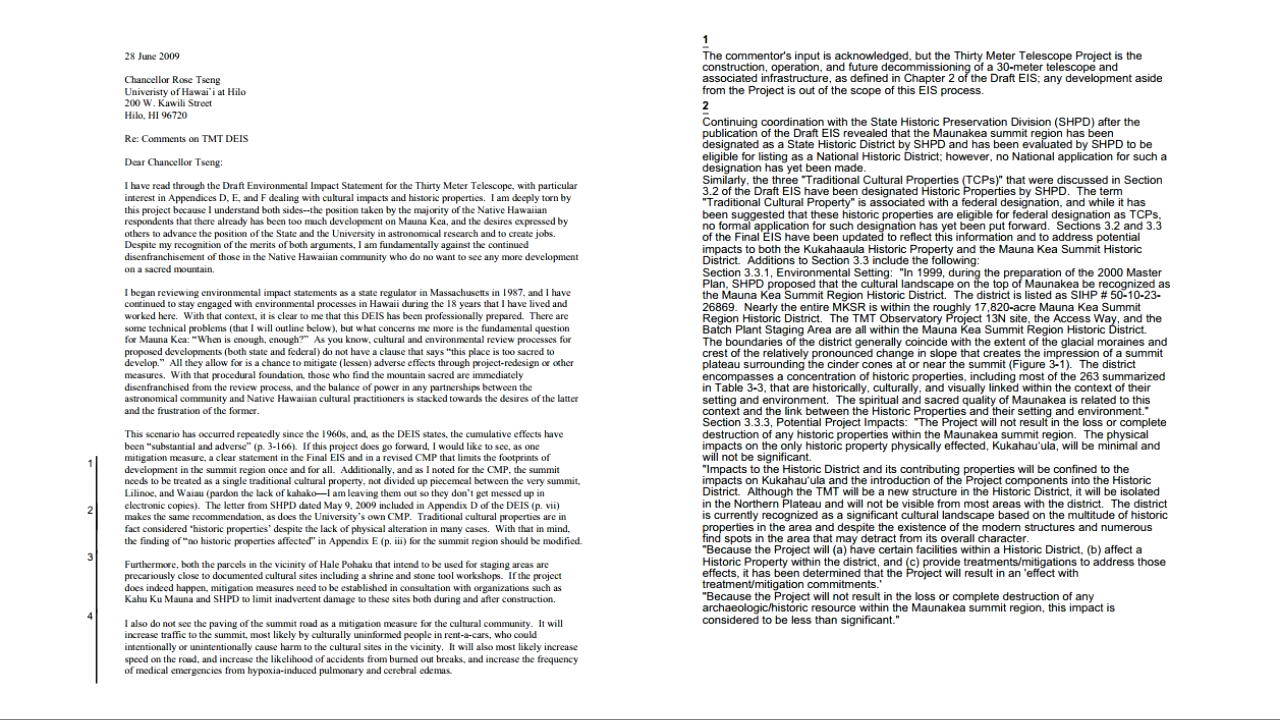 28 June 2009
Chancellor Rose Tseng
Univeristy of Hawai`i at Hilo
200 W. Kawili Street
Hilo, HI 96720
Re: Comments on TMT DEIS
Dear Chancellor Tseng:
I have read through the Draft Environmental Impact Statement for the Thirty Meter Telescope, with particular
interest in Appendices D, E, and F dealing with cultural impacts and historic properties. I am deeply torn by
this project because I understand both sides--the position taken by the majority of the Native Hawaiian
respondents that there already has been too much development on Mauna Kea, and the desires expressed by
others to advance the position of the State and the University in astronomical research and to create jobs.
Despite my recognition of the merits of both arguments, I am fundamentally against the continued
disenfranchisement of those in the Native Hawaiian community who do no want to see any more development
on a sacred mountain.
I began reviewing environmental impact statements as a state regulator in Massachusetts in 1987, and I have
continued to stay engaged with environmental processes in Hawaii during the 18 years that I have lived and
worked here. With that context, it is clear to me that this DEIS has been professionally prepared. There are
some technical problems (that I will outline below), but what concerns me more is the fundamental question
for Mauna Kea: “When is enough, enough?” As you know, cultural and environmental review processes for
proposed developments (both state and federal) do not have a clause that says “this place is too sacred to
develop.” All they allow for is a chance to mitigate (lessen) adverse effects through project-redesign or other
measures. With that procedural foundation, those who find the mountain sacred are immediately
disenfranchised from the review process, and the balance of power in any partnerships between the
astronomical community and Native Hawaiian cultural practitioners is stacked towards the desires of the latter
and the frustration of the former.
This scenario has occurred repeatedly since the 1960s, and, as the DEIS states, the cumulative effects have
been “substantial and adverse” (p. 3-166). If this project does go forward, I would like to see, as one
mitigation measure, a clear statement in the Final EIS and in a revised CMP that limits the footprints of
development in the summit region once and for all. Additionally, and as I noted for the CMP, the summit
needs to be treated as a single traditional cultural property, not divided up piecemeal between the very summit,
Lilinoe, and Waiau (pardon the lack of kahako—I am leaving them out so they don’t get messed up in
electronic copies). The letter from SHPD dated May 9, 2009 included in Appendix D of the DEIS (p. vii)
makes the same recommendation, as does the University’s own CMP. Traditional cultural properties are in
fact considered ‘historic properties’ despite the lack of physical alteration in many cases. With that in mind,
the finding of “no historic properties affected” in Appendix E (p. iii) for the summit region should be modified.
Furthermore, both the parcels in the vicinity of Hale Pohaku that intend to be used for staging areas are
precariously close to documented cultural sites including a shrine and stone tool workshops. If the project
does indeed happen, mitigation measures need to be established in consultation with organizations such as
Kahu Ku Mauna and SHPD to limit inadvertent damage to these sites both during and after construction.
I also do not see the paving of the summit road as a mitigation measure for the cultural community. It will
increase traffic to the summit, most likely by culturally uninformed people in rent-a-cars, who could
intentionally or unintentionally cause harm to the cultural sites in the vicinity. It will also most likely increase
speed on the road, and increase the likelihood of accidents from burned out breaks, and increase the frequency
of medical emergencies from hypoxia-induced pulmonary and cerebral edemas.
1
2
3
4
1
The commentor's input is acknowledged, but the Thirty Meter Telescope Project is the
construction, operation, and future decommissioning of a 30-meter telescope and
associated infrastructure, as defined in Chapter 2 of the Draft EIS; any development aside
from the Project is out of the scope of this EIS process.
2
Continuing coordination with the State Historic Preservation Division (SHPD) after the
publication of the Draft EIS revealed that the Maunakea summit region has been
designated as a State Historic District by SHPD and has been evaluated by SHPD to be
eligible for listing as a National Historic District; however, no National application for such a
designation has yet been made.
Similarly, the three "Traditional Cultural Properties (TCPs)" that were discussed in Section
3.2 of the Draft EIS have been designated Historic Properties by SHPD. The term
"Traditional Cultural Property" is associated with a federal designation, and while it has
been suggested that these historic properties are eligible for federal designation as TCPs,
no formal application for such designation has yet been put forward. Sections 3.2 and 3.3
of the Final EIS have been updated to reflect this information and to address potential
impacts to both the Kukahaaula Historic Property and the Mauna Kea Summit Historic
District. Additions to Section 3.3 include the following:
Section 3.3.1, Environmental Setting: "In 1999, during the preparation of the 2000 Master
Plan, SHPD proposed that the cultural landscape on the top of Maunakea be recognized as
the Mauna Kea Summit Region Historic District. The district is listed as SIHP # 50-10-23-
26869. Nearly the entire MKSR is within the roughly 17,820-acre Mauna Kea Summit
Region Historic District. The TMT Observatory Project 13N site, the Access Way, and the
Batch Plant Staging Area are all within the Mauna Kea Summit Region Historic District.
The boundaries of the district generally coincide with the extent of the glacial moraines and
crest of the relatively pronounced change in slope that creates the impression of a summit
plateau surrounding the cinder cones at or near the summit (Figure 3-1). The district
encompasses a concentration of historic properties, including most of the 263 summarized
in Table 3-3, that are historically, culturally, and visually linked within the context of their
setting and environment. The spiritual and sacred quality of Maunakea is related to this
context and the link between the Historic Properties and their setting and environment."
Section 3.3.3, Potential Project Impacts: "The Project will not result in the loss or complete
destruction of any historic properties within the Maunakea summit region. The physical
impacts on the only historic property physically effected, Kukahau‘ula, will be minimal and
will not be significant.
"Impacts to the Historic District and its contributing properties will be confined to the
impacts on Kukahau‘ula and the introduction of the Project components into the Historic
District. Although the TMT will be a new structure in the Historic District, it will be isolated
in the Northern Plateau and will not be visible from most areas with the district. The district
is currently recognized as a significant cultural landscape based on the multitude of historic
properties in the area and despite the existence of the modern structures and numerous
find spots in the area that may detract from its overall character.
"Because the Project will (a) have certain facilities within a Historic District, (b) affect a
Historic Property within the district, and (c) provide treatments/mitigations to address those
effects, it has been determined that the Project will result in an 'effect with
treatment/mitigation commitments.'
"Because the Project will not result in the loss or complete destruction of any
archaeologic/historic resource within the Maunakea summit region, this impact is
considered to be less than significant."